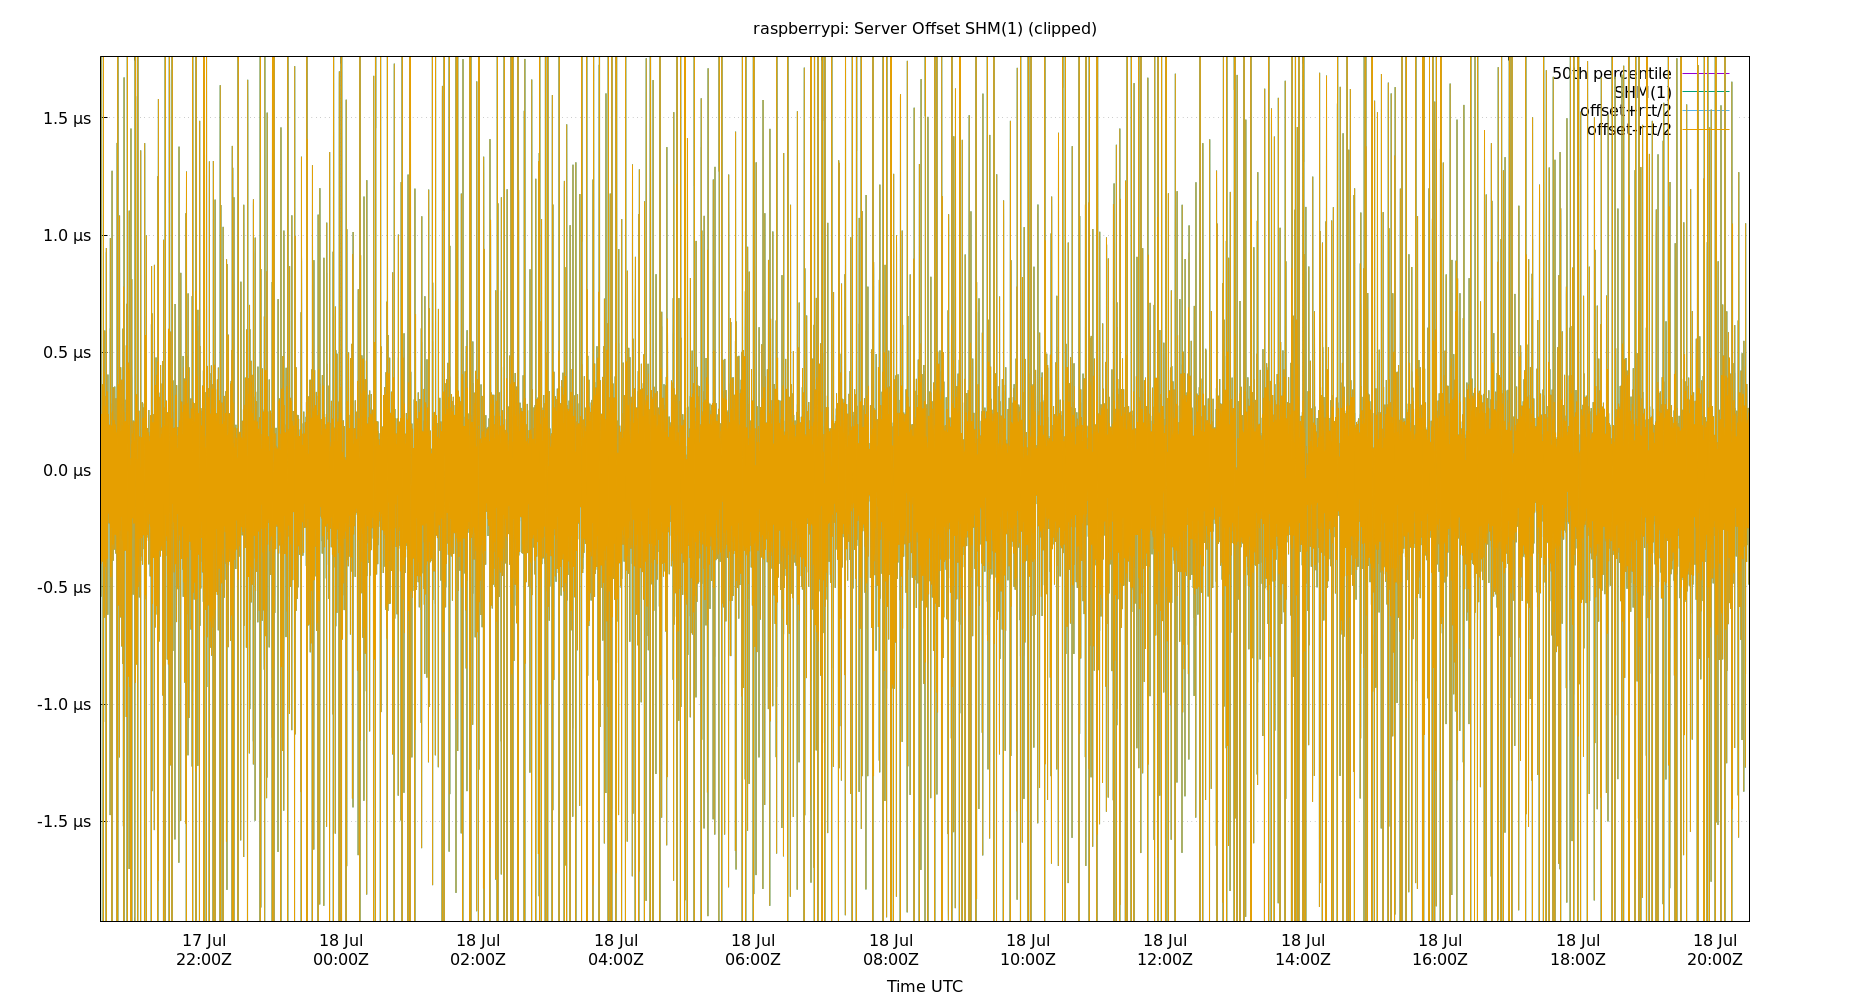 raspberrypi: Server Offset SHM(1) (clipped)
50th percentile
SHM(1)
offset+rtt/2
offset-rtt/2
1.5 µs
1.0 µs
0.5 µs
0.0 µs
-0.5 µs
-1.0 µs
-1.5 µs
17 Jul 18 Jul 18 Jul 18 Jul 18 Jul 18 Jul 18 Jul 18 Jul 18 Jul 18 Jul 18 Jul 18 Jul
22:00Z 00:00Z 02:00Z 04:00Z 06:00Z 08:00Z 10:00Z 12:00Z 14:00Z 16:00Z 18:00Z 20:00Z
Time UTC